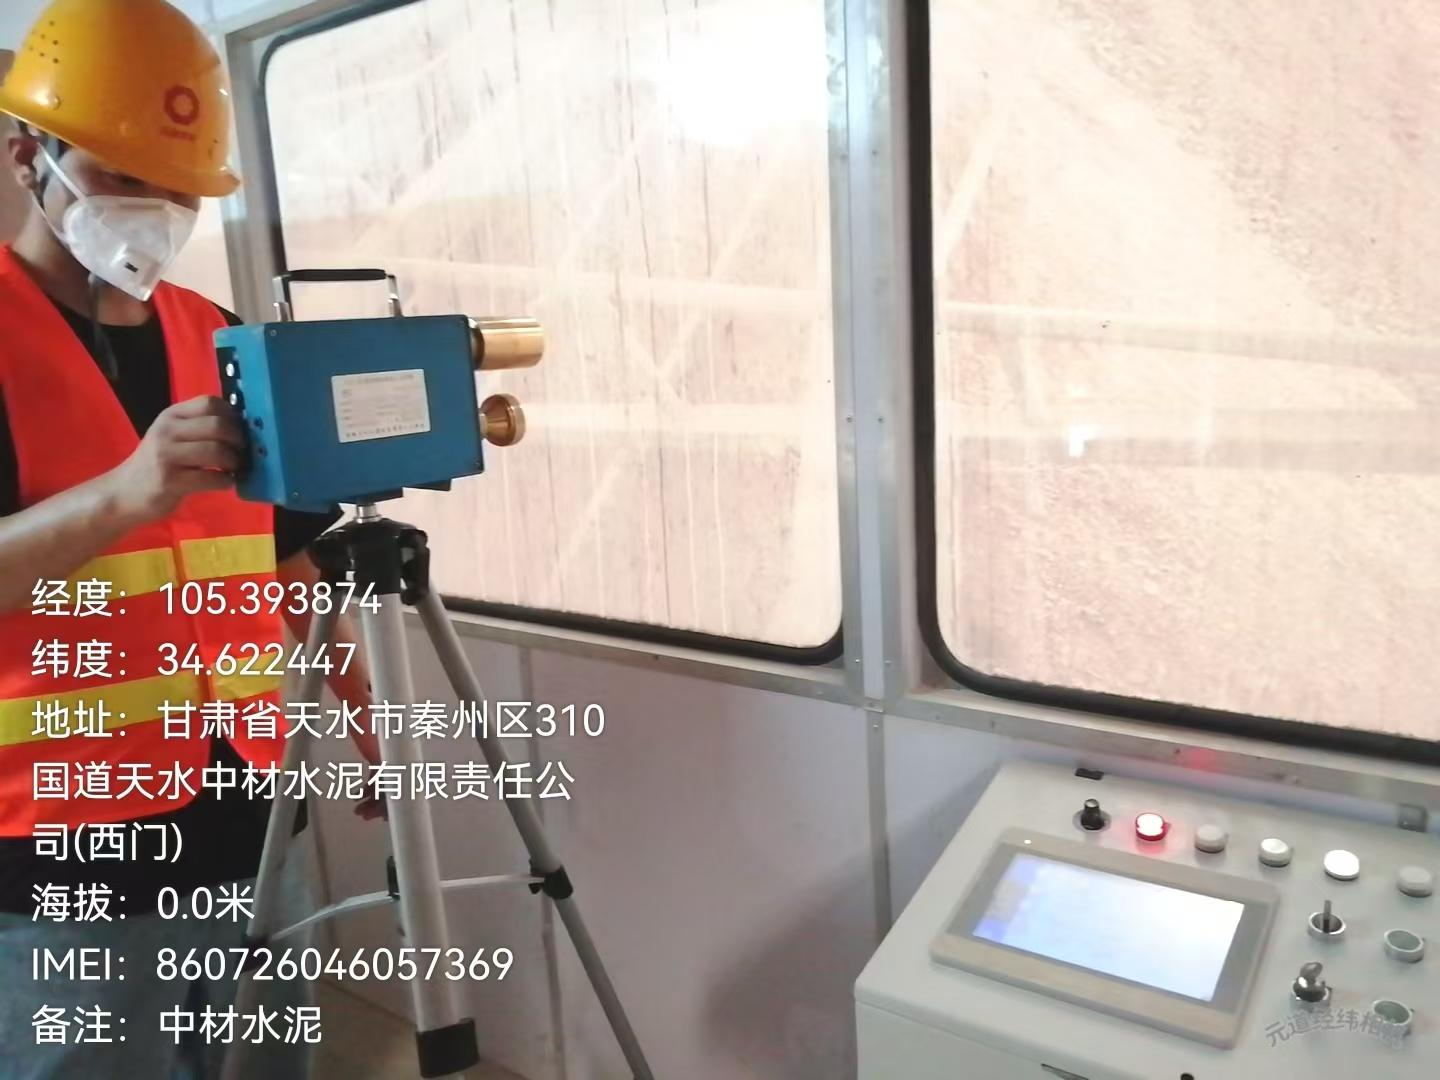 经度：105.393874
纬度：34.622447
地址：甘肃省天水市秦州区310
国道天水中材水泥有限责任公
司(西门)
海拔：0.0米
IMEI：860726046057369
备注：中材水泥
元道经纬相机